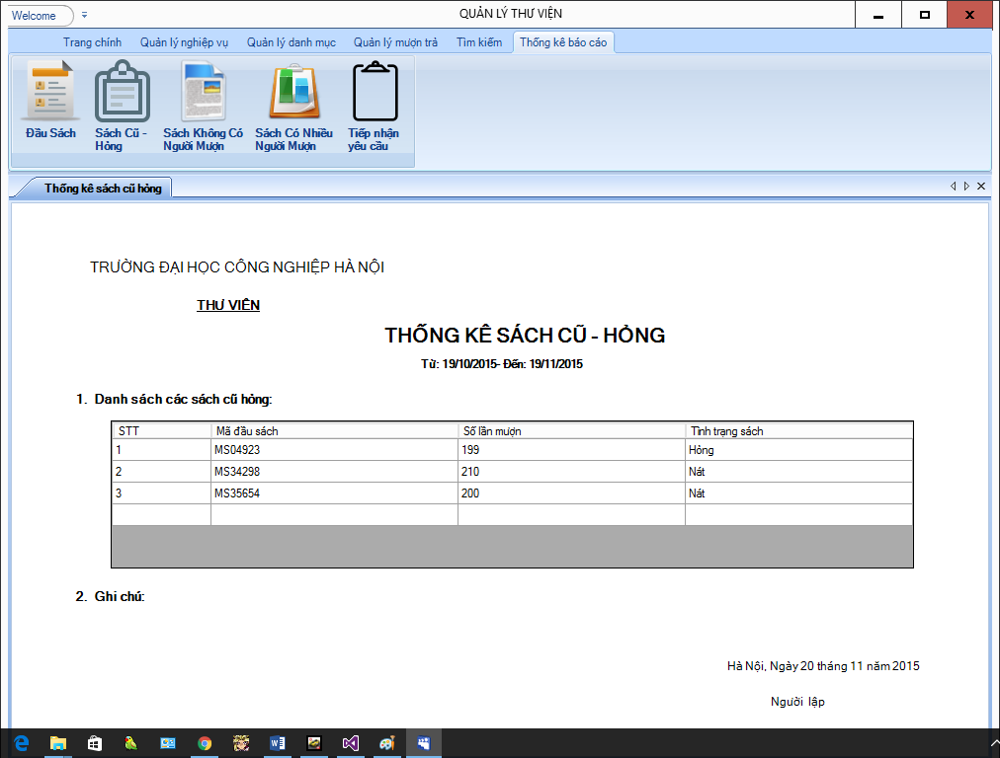 Welcome
QUẢN LÝ THƯ VIỆN
Trang chính Quản lý nghiệp vụ Quản lý danh mục Quản lý mượn trả Tìm kiếm Thống kê báo cáo
Đầu Sách
Sách Cũ -
Hỏng
Sách Không Có
Người Mượn
Sách Có Nhiều
Người Mượn
Tiếp nhận
yêu cầu
Thống kê sách cũ hỏng
TRƯỜNG ĐẠI HỌC CÔNG NGHIỆP HÀ NỘI
THƯ VIÊN
THỐNG KÊ SÁCH CŨ - HỎNG
Từ: 19/10/2015- Đến: 19/11/2015
1. Danh sách các sách cũ hỏng:
STT Mã đầu sách Số lần mượn Tình trạng sách
1 MS04923 199 Hỏng
2 MS34298 210 Nát
3 MS35654 200 Nát
2. Ghi chú:
Hà Nội, Ngày 20 tháng 11 năm 2015
Người lập